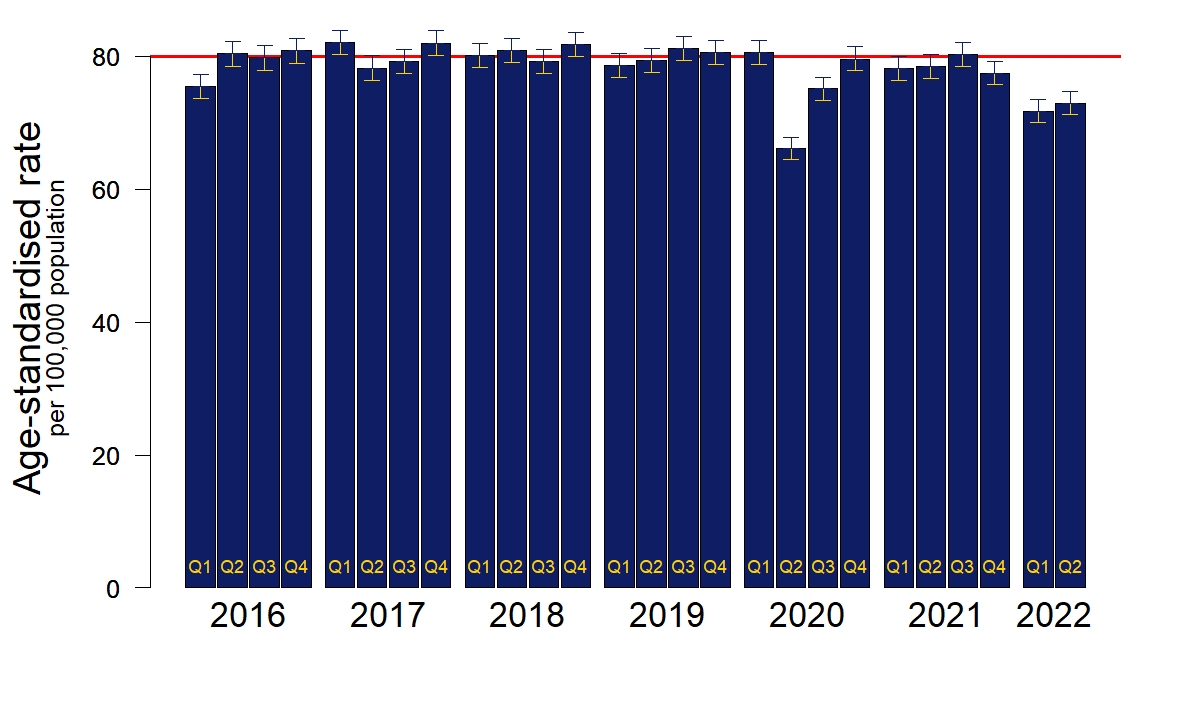 Age-standardised rate
per 100,000 population
80
60
40
20
0
Q1 Q2 Q3 Q4 Q1 Q2 Q3 Q4 Q1 Q2 Q3 Q4 Q1 Q2 Q3 Q4 Q1 Q2 Q3 Q4 Q1 Q2 Q3 Q4 Q1 Q2
2016 2017 2018 2019 2020 2021 2022